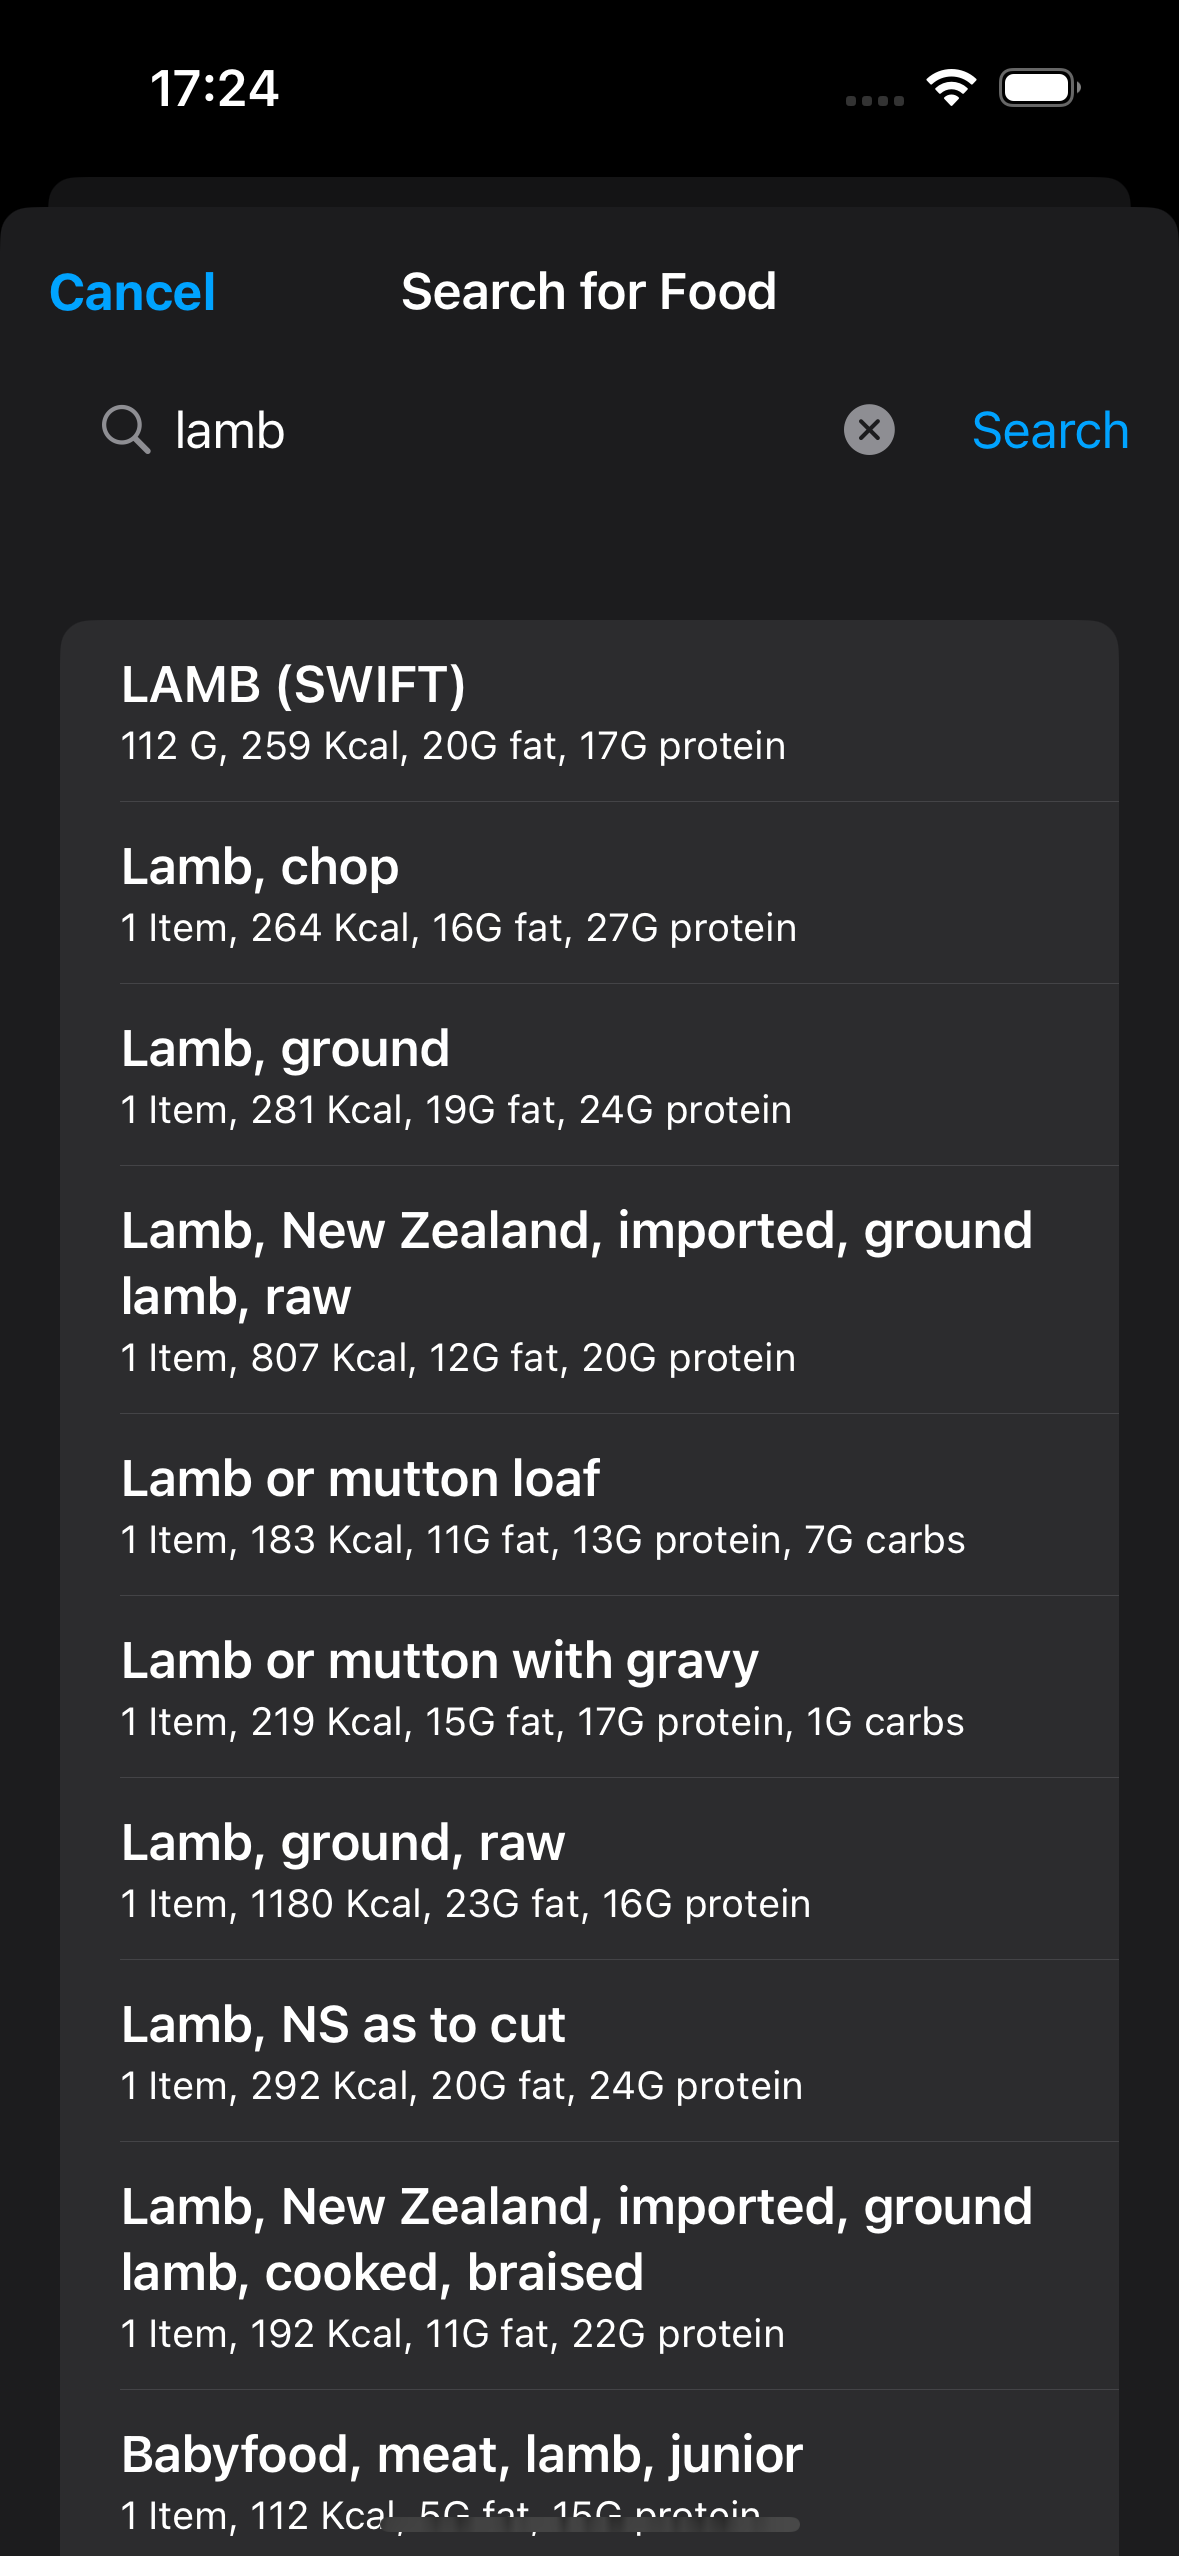 17:24
Cancel
Search for Food
lamb
Search
LAMB (SWIFT)
112 G, 259 Kcal, 20G fat, 17G protein
Lamb, chop
1 Item, 264 Kcal, 16G fat, 27G protein
Lamb, ground
1 Item, 281 Kcal, 19G fat, 24G protein
Lamb, New Zealand, imported, ground
lamb, raw
1 Item, 807 Kcal, 12G fat, 20G protein
Lamb or mutton loaf
1 Item, 183 Kcal, 11G fat, 13G protein, 7G carbs
Lamb or mutton with gravy
1 Item, 219 Kcal, 15G fat, 17G protein, 1G carbs
Lamb, ground, raw
1 Item, 1180 Kcal, 23G fat, 16G protein
Lamb, NS as to cut
1 Item, 292 Kcal, 20G fat, 24G protein
Lamb, New Zealand, imported, ground
lamb, cooked, braised
1 Item, 192 Kcal, 11G fat, 22G protein
Babyfood, meat, lamb, junior
1 Item, 112 Kcal, 5G fat, 15G protein